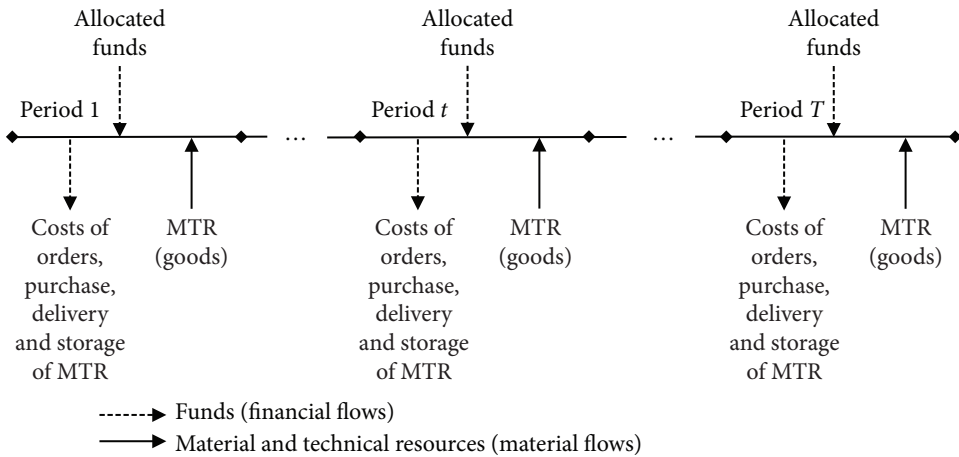 Allocated
funds
Allocated
funds
Allocated
funds
Period 1
Period t
Period T
...
...
Costs of
orders,
purchase,
delivery
and storage
of MTR
MTR
(goods)
Costs of
orders,
purchase,
delivery
and storage
of MTR
MTR
(goods)
Costs of
orders,
purchase,
delivery
and storage
of MTR
MTR
(goods)
Funds (financial flows)
Material and technical resources (material flows)